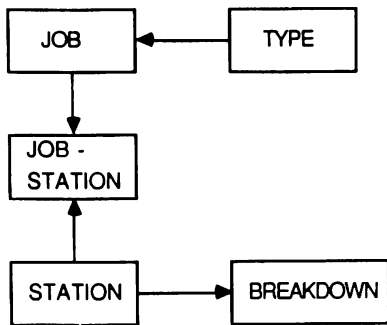 JOB
TYPE
JOB -
STATION
STATION
BREAKDOWN